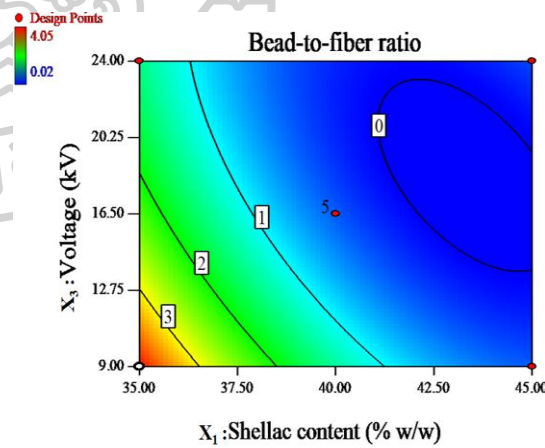 Design Points
4.05
0.02
Bead-to-fiber ratio
24.00
20.25
16.50
12.75
9.00
X3 :Voltage (kV)
0
5
1
2
3
35.00 37.50 40.00 42.50 45.00
X1 :Shellac content (% w/w)